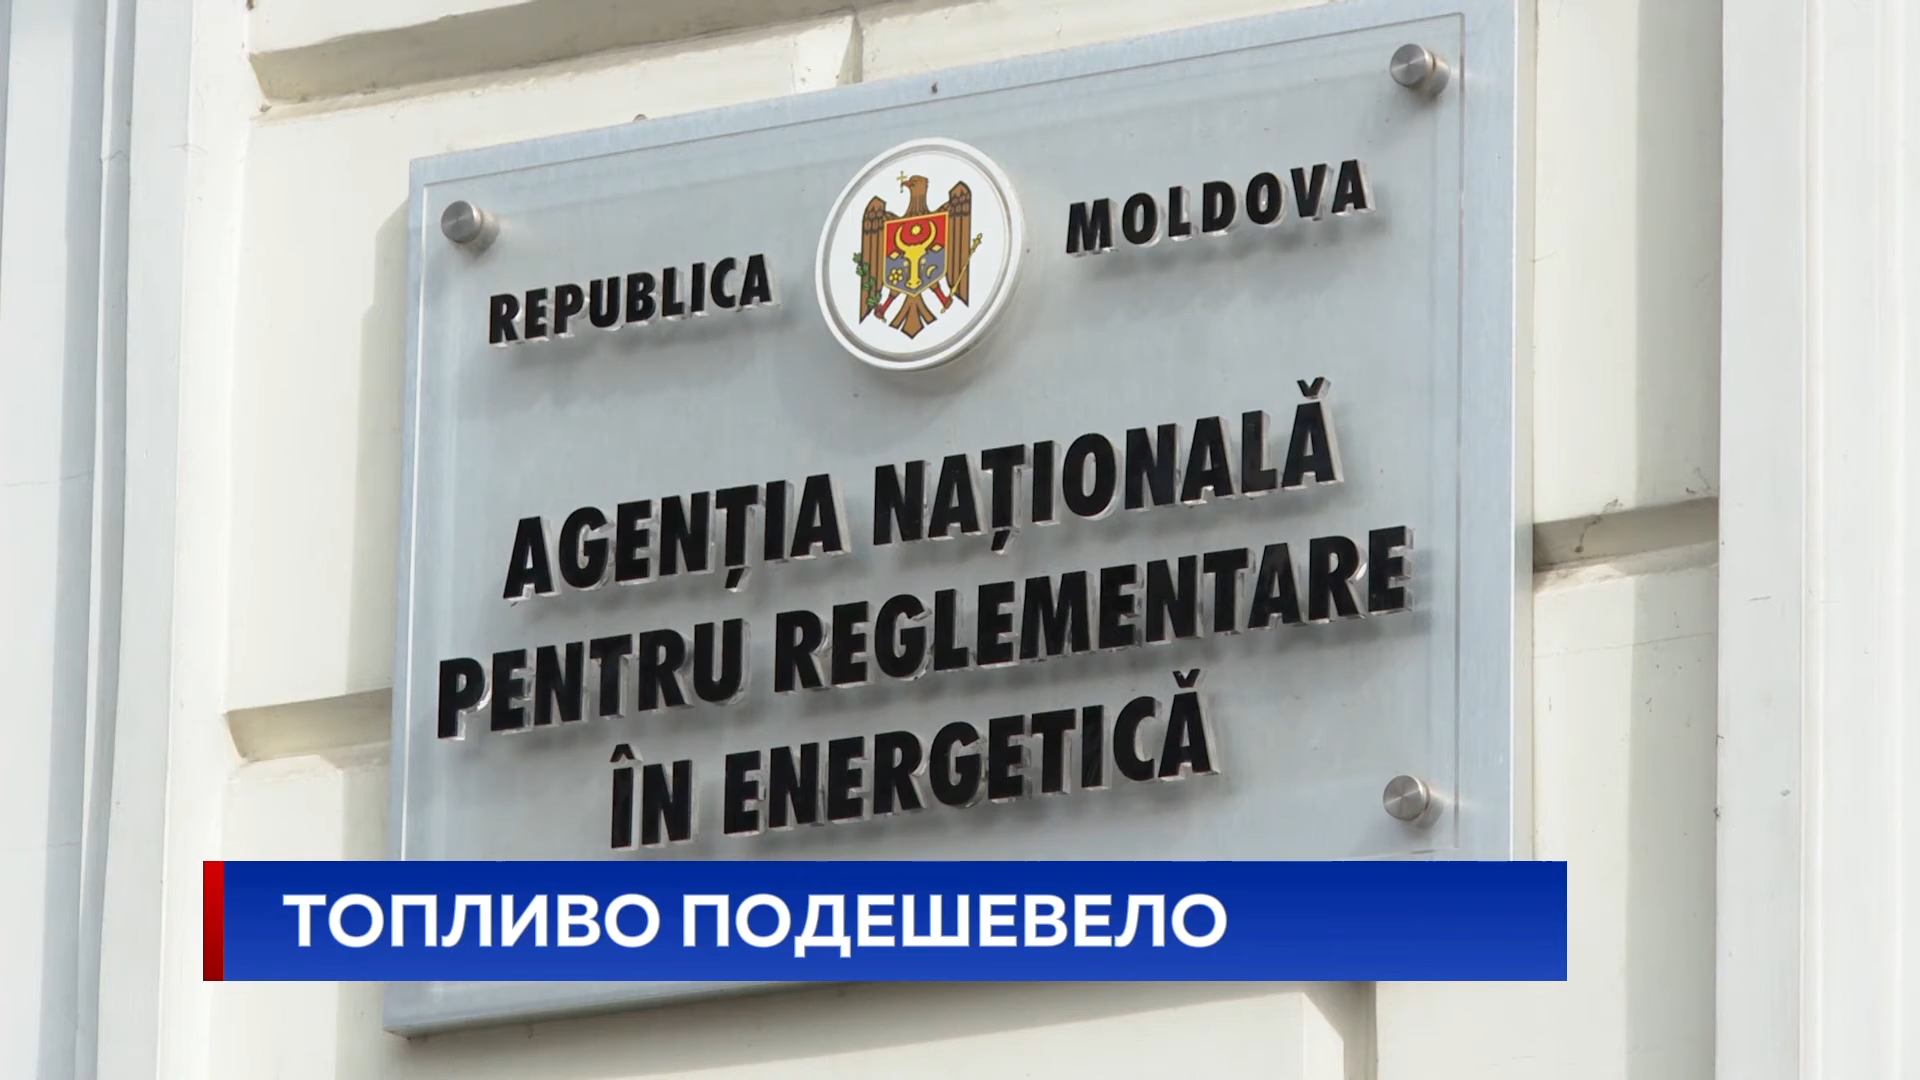 REPUBLICA MOLDOVA
AGENȚIA NAȚIONALĂ
PENTRU REGLEMENTARE
ÎN ENERGETICĂ
ТОПЛИВО ПОДЕШЕВЕЛО